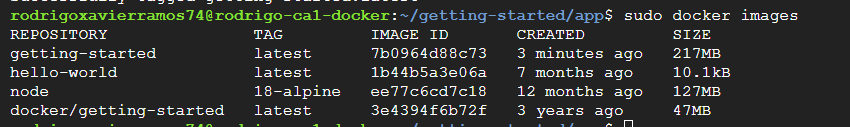 rodrigoxavierramos74@rodrigo-ca1-docker:~/getting-started/app$ sudo docker images
REPOSITORY TAG IMAGE ID CREATED SIZE
getting-started latest 7b0964d88c73 3 minutes ago 217MB
hello-world latest 1b44b5a3e06a 7 months ago 10.1kB
node 18-alpine ee77c6cd7c18 12 months ago 127MB
docker/getting-started latest 3e4394f6b72f 3 years ago 47MB